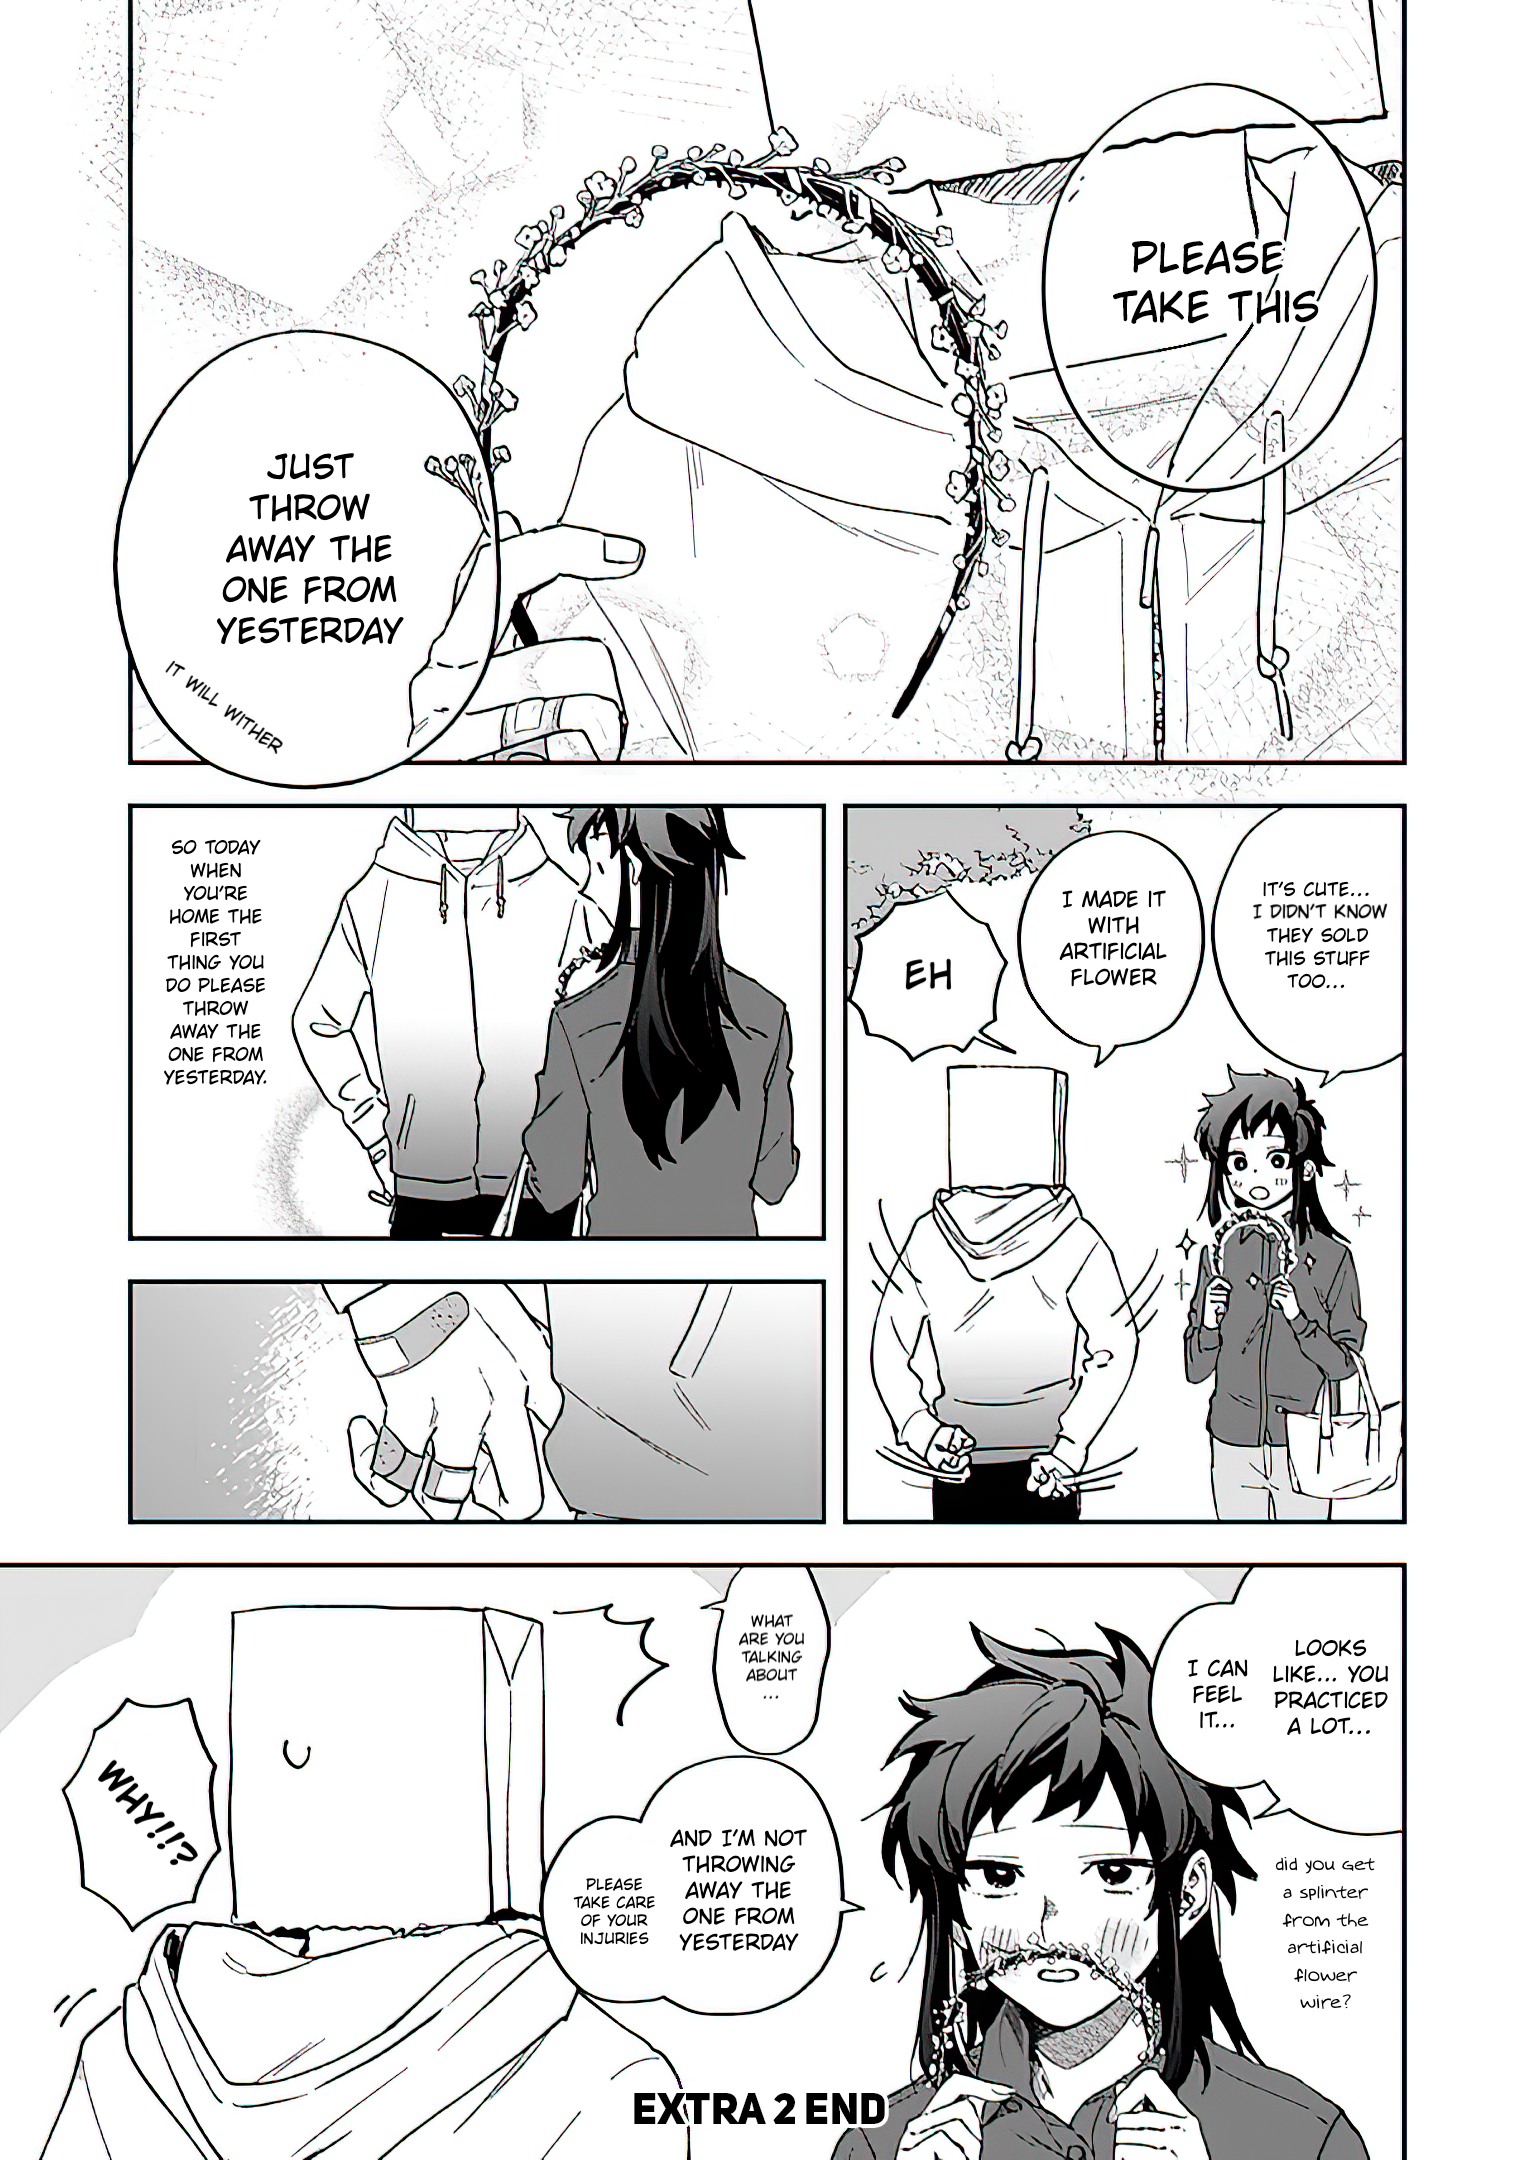 PLEASE
TAKE THIS
JUST
THROW
AWAY THE
ONE FROM
YESTERDAY
IT WILL WITHER
IT'S CUTE...
I DIDN'T KNOW
THEY SOLD
THIS STUFF
TOO...
I MADE IT
WITH
ARTIFICIAL
FLOWER
EH
SO TODAY
WHEN
YOU'RE
HOME THE
FIRST
THING YOU
DO PLEASE
THROW
AWAY THE
ONE FROM
YESTERDAY.
LOOKS
LIKE... YOU
PRACTICED
A LOT...
I CAN
FEEL
IT...
did you get
a splinter
from the
artificial
flower
wire?
WHAT
ARE YOU
TALKING
ABOUT
...
AND I'M NOT
THROWING
AWAY THE
ONE FROM
YESTERDAY
PLEASE
TAKE CARE
OF YOUR
INJURIES
WHY!!?
EXTRA 2 END